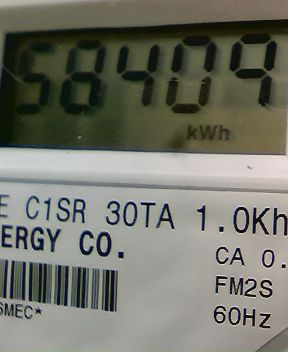 58409
kWh
E C1SR 30TA 1.0Kh
ERGY CO.
CA 0.
FM2S
SMEC*
60Hz